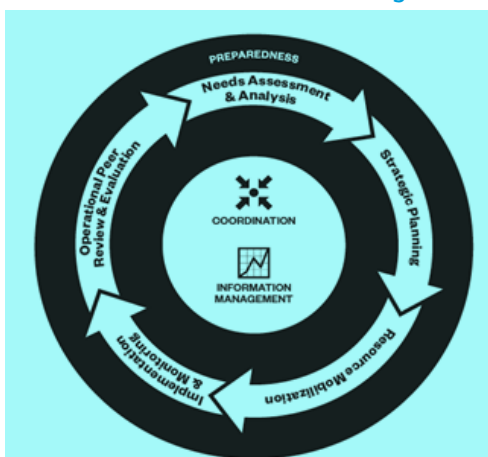 PREPAREDNESS
Needs Assessment
& Analysis
Strategic Planning
Resource Mobilization
Implementation
& Monitoring
Operational Peer
Review & Evaluation
COORDINATION
INFORMATION
MANAGEMENT